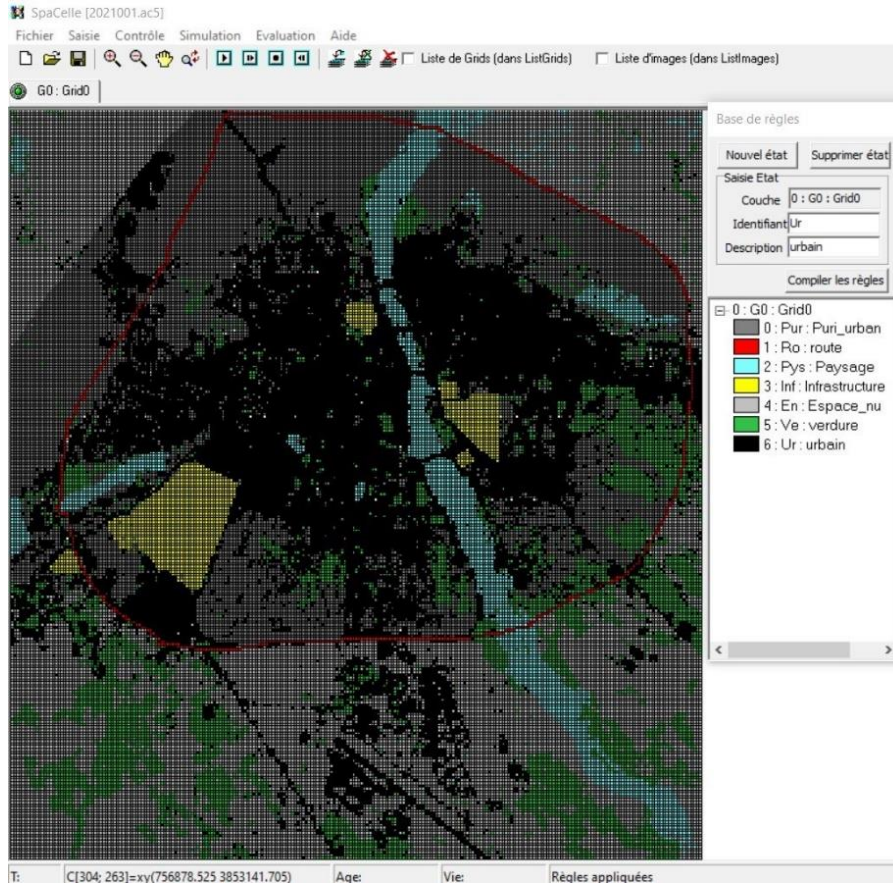 SpaCelle [2021001.ac5]
Fichier Saisie Contrôle Simulation Evaluation Aide
Liste de Grids (dans ListGrids) Liste d'images (dans ListImages)
G0 : Grid0
Base de règles
Nouvel état Supprimer état
Saisie Etat
Couche 0 : G0 : Grid0
Identifiant Ur
Description urbain
Compiler les règles
0 : G0 : Grid0
0 : Pur : Puri_urban
1 : Ro : route
2 : Pys : Paysage
3 : Inf : Infrastructure
4 : En : Espace_nu
5 : Ve : verdure
6 : Ur : urbain
T: C[304; 263]=xy(756878.525 3853141.705) Age: Vie: Règles appliquées